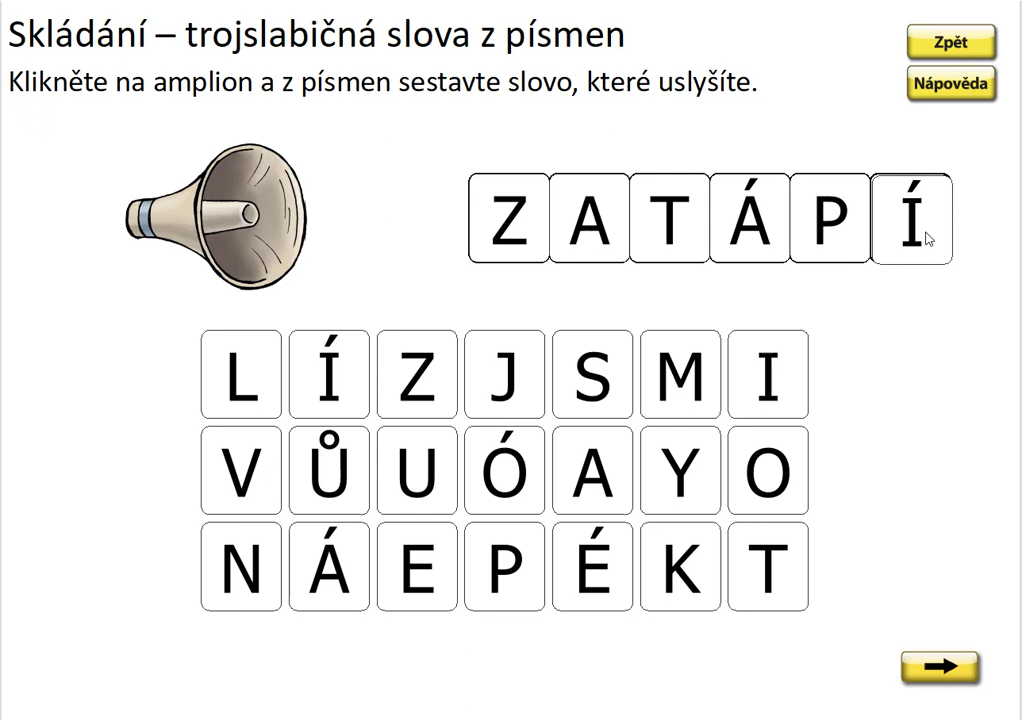 Skládání – trojslabičná slova z písmen
Zpět
Klikněte na amplion a z písmen sestavte slovo, které uslyšíte.
Nápověda
Z A T Á P Í
L Í Z J S M I
V Ů U Ó A Y O
N Á E P É K T